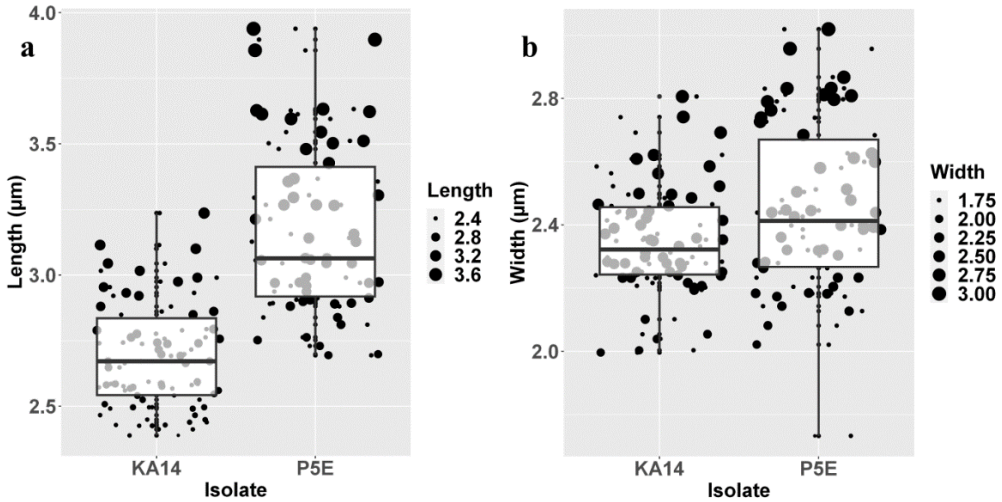 a
4.0
3.5
3.0
2.5
Length (µm)
KA14
P5E
Isolate
Length
2.4
2.8
3.2
3.6
b
2.8
2.4
2.0
Width (µm)
KA14
P5E
Isolate
Width
1.75
2.00
2.25
2.50
2.75
3.00